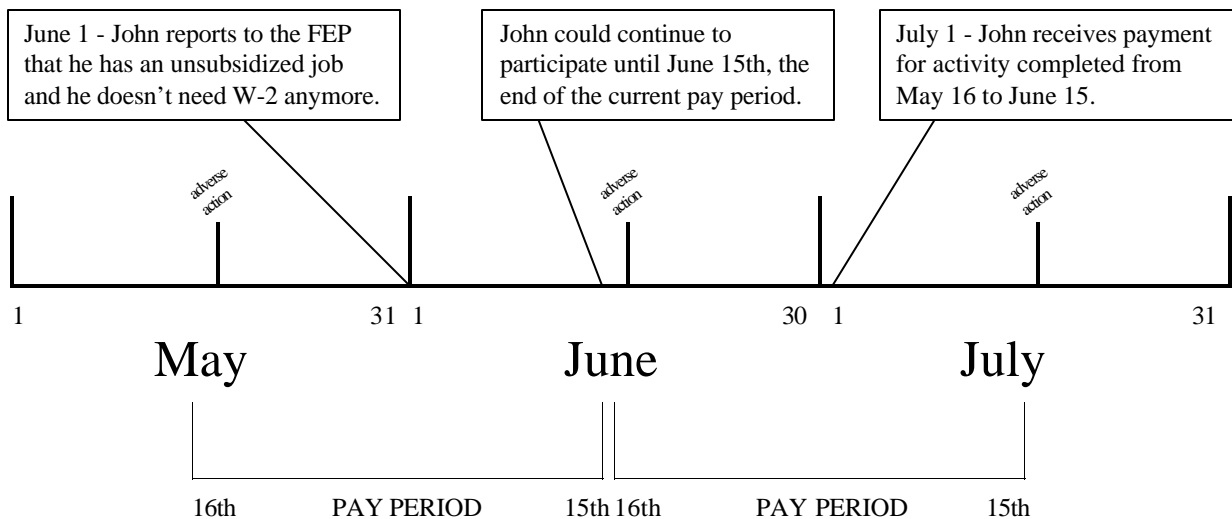 June 1 - John reports to the FEP
that he has an unsubsidized job
and he doesn't need W-2 anymore.
John could continue to
participate until June 15th, the
end of the current pay period.
July 1 - John receives payment
for activity completed from
May 16 to June 15.
adverse
action
adverse
action
adverse
action
1 31 1 30 1 31
May June July
16th PAY PERIOD 15th 16th PAY PERIOD 15th